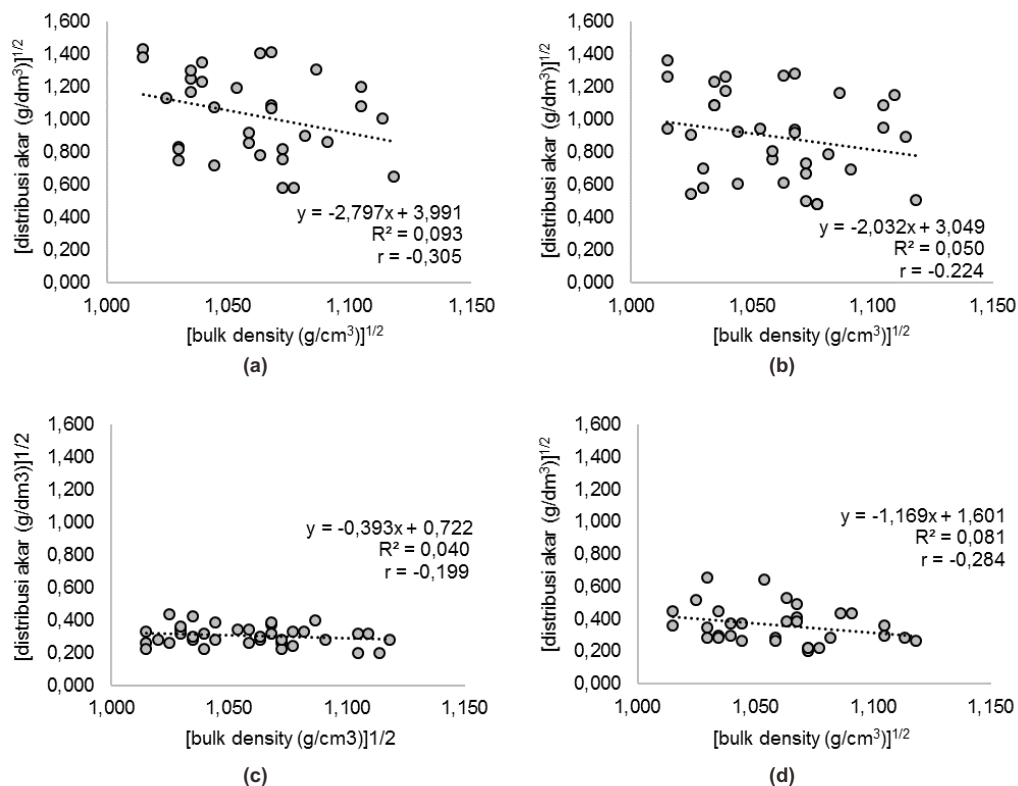 1,600
1,400
1,200
1,000
0,800
0,600
0,400
0,200
0,000
[distribusi akar (g/dm³)]¹/²
y = -2,797x + 3,991
R² = 0,093
r = -0,305
1,000 1,050 1,100 1,150
[bulk density (g/cm³)]¹/²
(a)
1,600
1,400
1,200
1,000
0,800
0,600
0,400
0,200
0,000
[distribusi akar (g/dm³)]¹/²
y = -2,032x + 3,049
R² = 0,050
r = -0.224
1,000 1,050 1,100 1,150
[bulk density (g/cm³)]¹/²
(b)
1,600
1,400
1,200
1,000
0,800
0,600
0,400
0,200
0,000
[distribusi akar (g/dm3)]1/2
y = -0,393x + 0,722
R² = 0,040
r = -0,199
1,000 1,050 1,100 1,150
[bulk density (g/cm3)]1/2
(c)
1,600
1,400
1,200
1,000
0,800
0,600
0,400
0,200
0,000
[distribusi akar (g/dm³)]¹/²
y = -1,169x + 1,601
R² = 0,081
r = -0,284
1,000 1,050 1,100 1,150
[bulk density (g/cm³)]¹/²
(d)